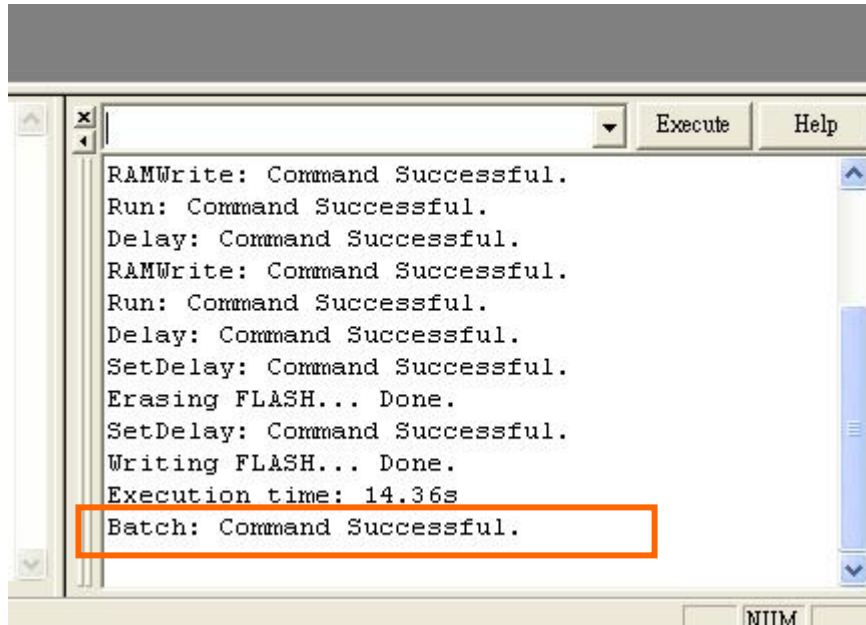 Execute Help
RAMWrite: Command Successful.
Run: Command Successful.
Delay: Command Successful.
RAMWrite: Command Successful.
Run: Command Successful.
Delay: Command Successful.
SetDelay: Command Successful.
Erasing FLASH... Done.
SetDelay: Command Successful.
Writing FLASH... Done.
Execution time: 14.36s
Batch: Command Successful.
NUM